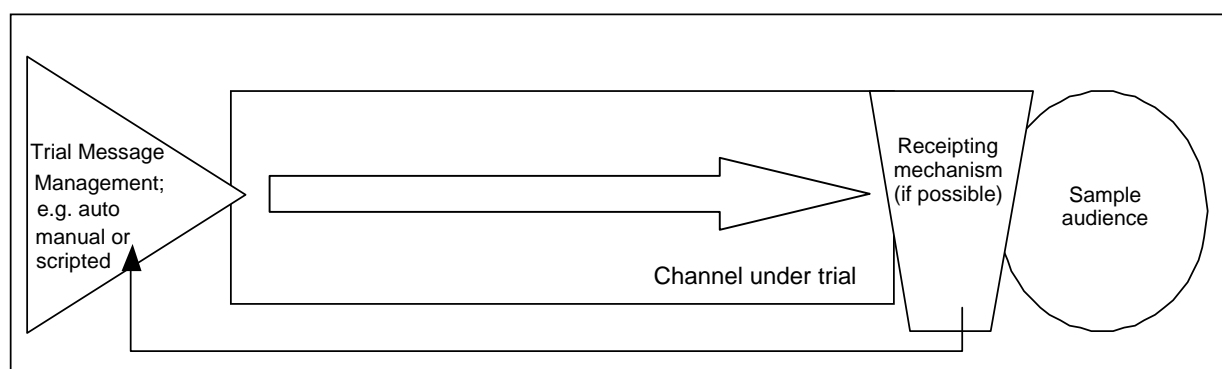 Trial Message
Management;
e.g. auto
manual or
scripted
Channel under trial
Receipting
mechanism
(if possible)
Sample
audience